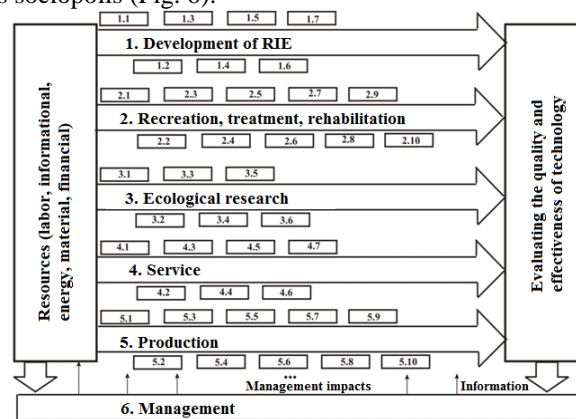 s sociopolis (Fig. 6).
1.1 1.3 1.5 1.7
1. Development of RIE
1.2 1.4 1.6
2.1 2.3 2.5 2.7 2.9
2. Recreation, treatment, rehabilitation
2.2 2.4 2.6 2.8 2.10
3.1 3.3 3.5
3. Ecological research
3.2 3.4 3.6
4.1 4.3 4.5 4.7
4. Service
4.2 4.4 4.6
5.1 5.3 5.5 5.7 5.9
5. Production
5.2 5.4 5.6 5.8 5.10
...
Management impacts
Information
6. Management
Resources (labor, informational,
energy, material, financial)
Evaluating the quality and
effectiveness of technology